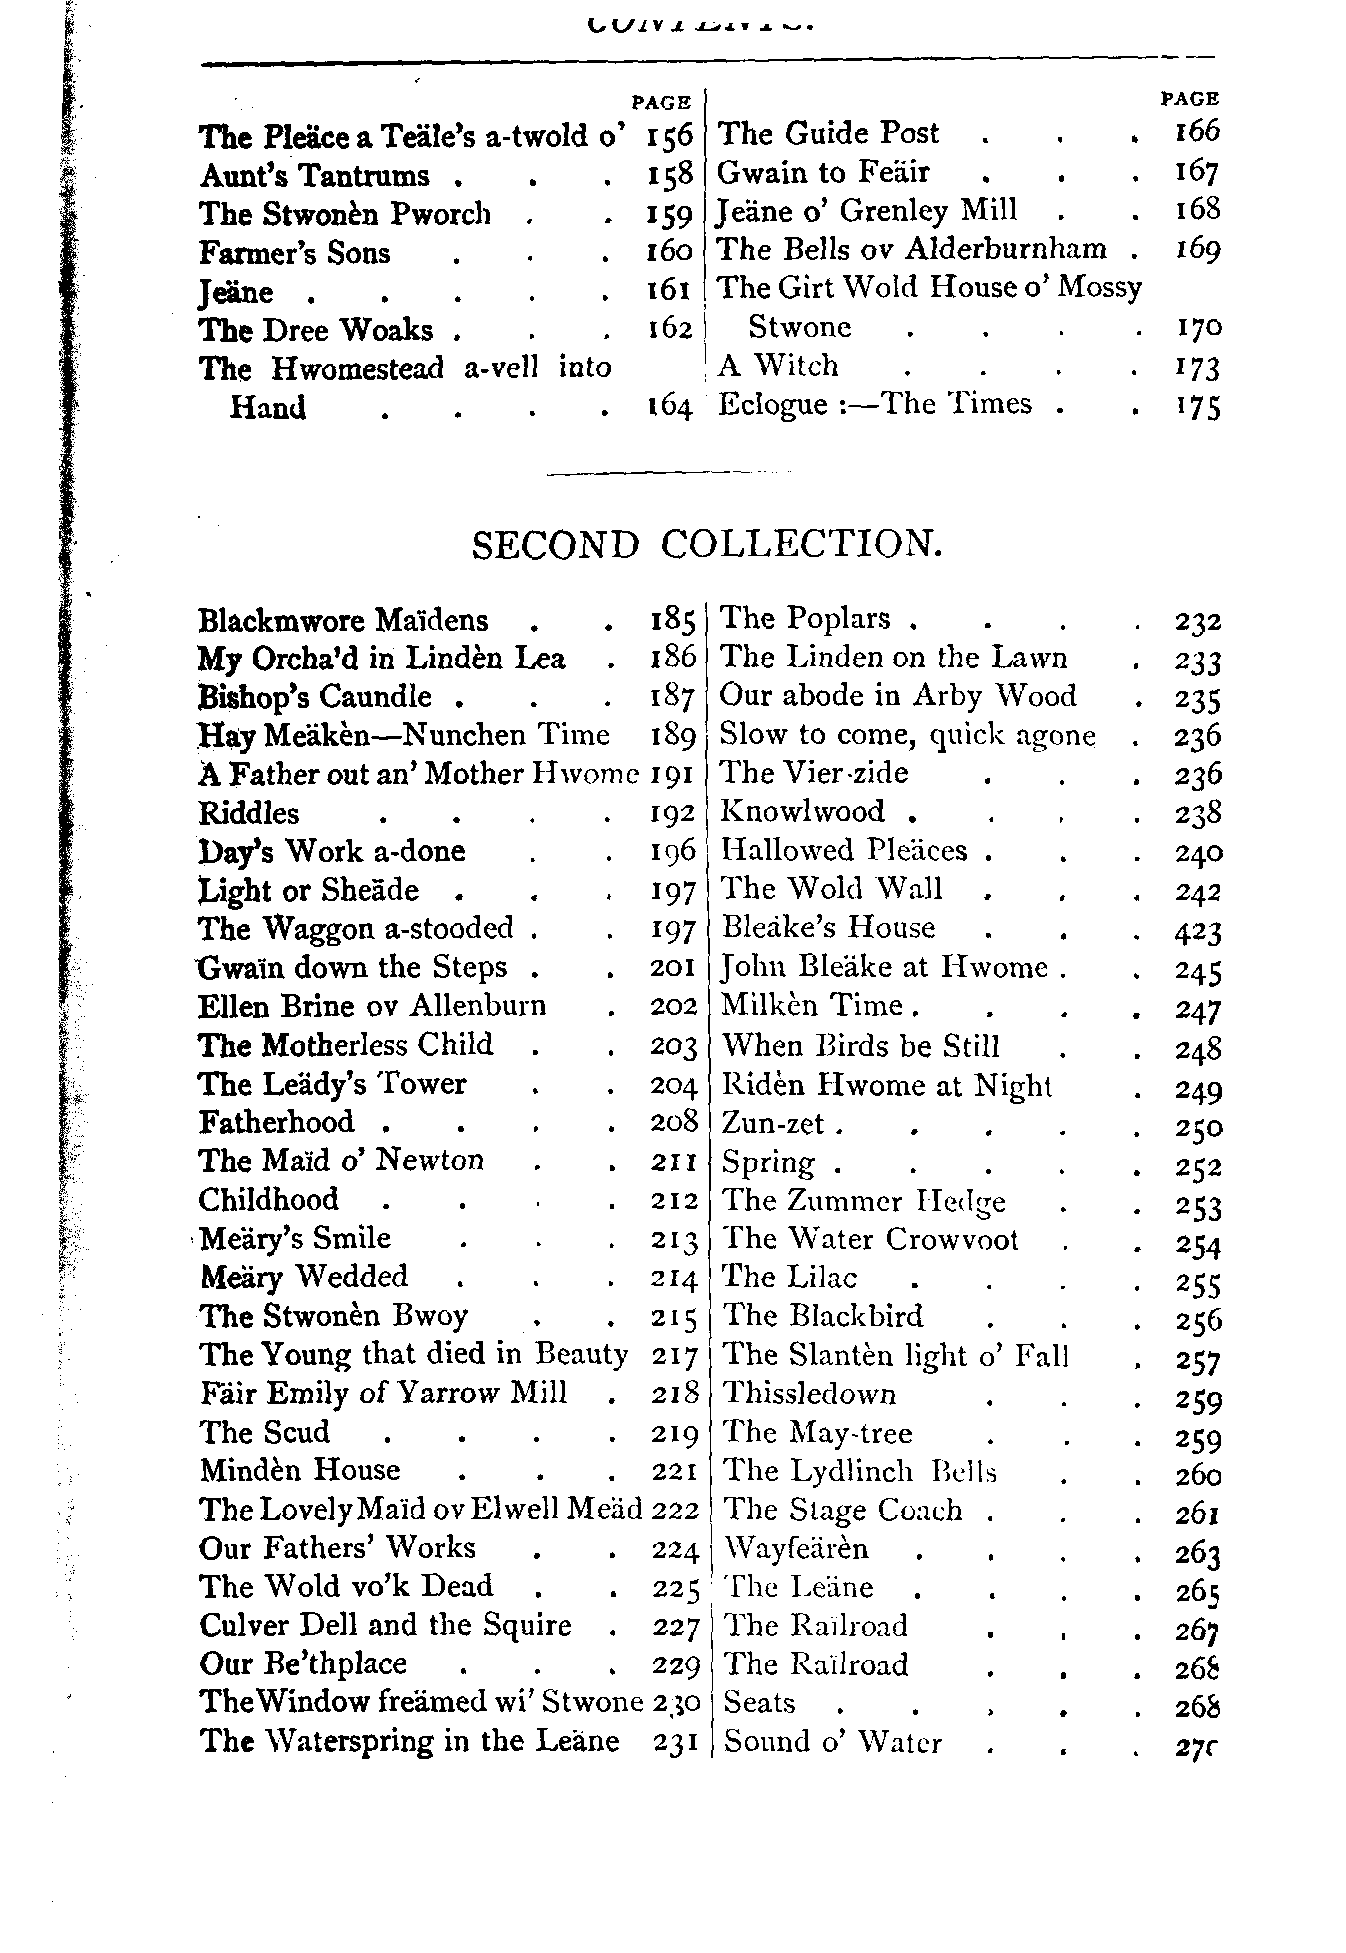 CONTENTS.
PAGE
The Pleäce a Teäle's a-twold o' 156
Aunt's Tantrums . . . 158
The Stwonèn Pworch . . 159
Farmer's Sons . . . 160
Jeäne . . . . . 161
The Dree Woaks . . . 162
The Hwomestead a-vell into
Hand . . . . 164
PAGE
The Guide Post . . . 166
Gwain to Feäir . . . 167
Jeäne o' Grenley Mill . . 168
The Bells ov Alderburnham . 169
The Girt Wold House o' Mossy
Stwone . . . . 170
A Witch . . . . 173
Eclogue :—The Times . . 175
SECOND COLLECTION.
Blackmwore Maïdens . . 185
My Orcha'd in Lindèn Lea . 186
Bishop's Caundle . . . 187
Hay Meäkèn—Nunchen Time 189
A Father out an' Mother Hwome 191
Riddles . . . . 192
Day's Work a-done . . 196
Light or Sheäde . . . 197
The Waggon a-stooded . . 197
Gwaïn down the Steps . . 201
Ellen Brine ov Allenburn . 202
The Motherless Child . . 203
The Leädy's Tower . . 204
Fatherhood . . . . 208
The Maïd o' Newton . . 211
Childhood . . . . 212
Meäry's Smile . . . 213
Meäry Wedded . . . 214
The Stwonèn Bwoy . . 215
The Young that died in Beauty 217
Fäir Emily of Yarrow Mill . 218
The Scud . . . . 219
Mindèn House . . . 221
The Lovely Maïd ov Elwell Meäd 222
Our Fathers' Works . . 224
The Wold vo'k Dead . . 225
Culver Dell and the Squire . 227
Our Be'thplace . . . 229
The Window freämed wi' Stwone 230
The Waterspring in the Leäne 231
The Poplars . . . . 232
The Linden on the Lawn . 233
Our abode in Arby Wood . 235
Slow to come, quick agone . 236
The Vier-zide . . . 236
Knowlwood . . . . 238
Hallowed Pleäces . . . 240
The Wold Wall . . . 242
Bleäke's House . . . 423
John Bleäke at Hwome . . 245
Milkèn Time . . . . 247
When Birds be Still . . 248
Ridèn Hwome at Night . 249
Zun-zet . . . . . 250
Spring . . . . . 252
The Zummer Hedge . . 253
The Water Crowvoot . . 254
The Lilac . . . . 255
The Blackbird . . . 256
The Slantèn light o' Fall . 257
Thissledown . . . 259
The May-tree . . . 259
The Lydlinch Bells . . 260
The Stage Coach . . . 261
Wayfeärèn . . . . 263
The Leäne . . . . 265
The Raïlroad . . . 267
The Raïlroad . . . 268
Seats . . . . . 268
Sound o' Water . . . 270